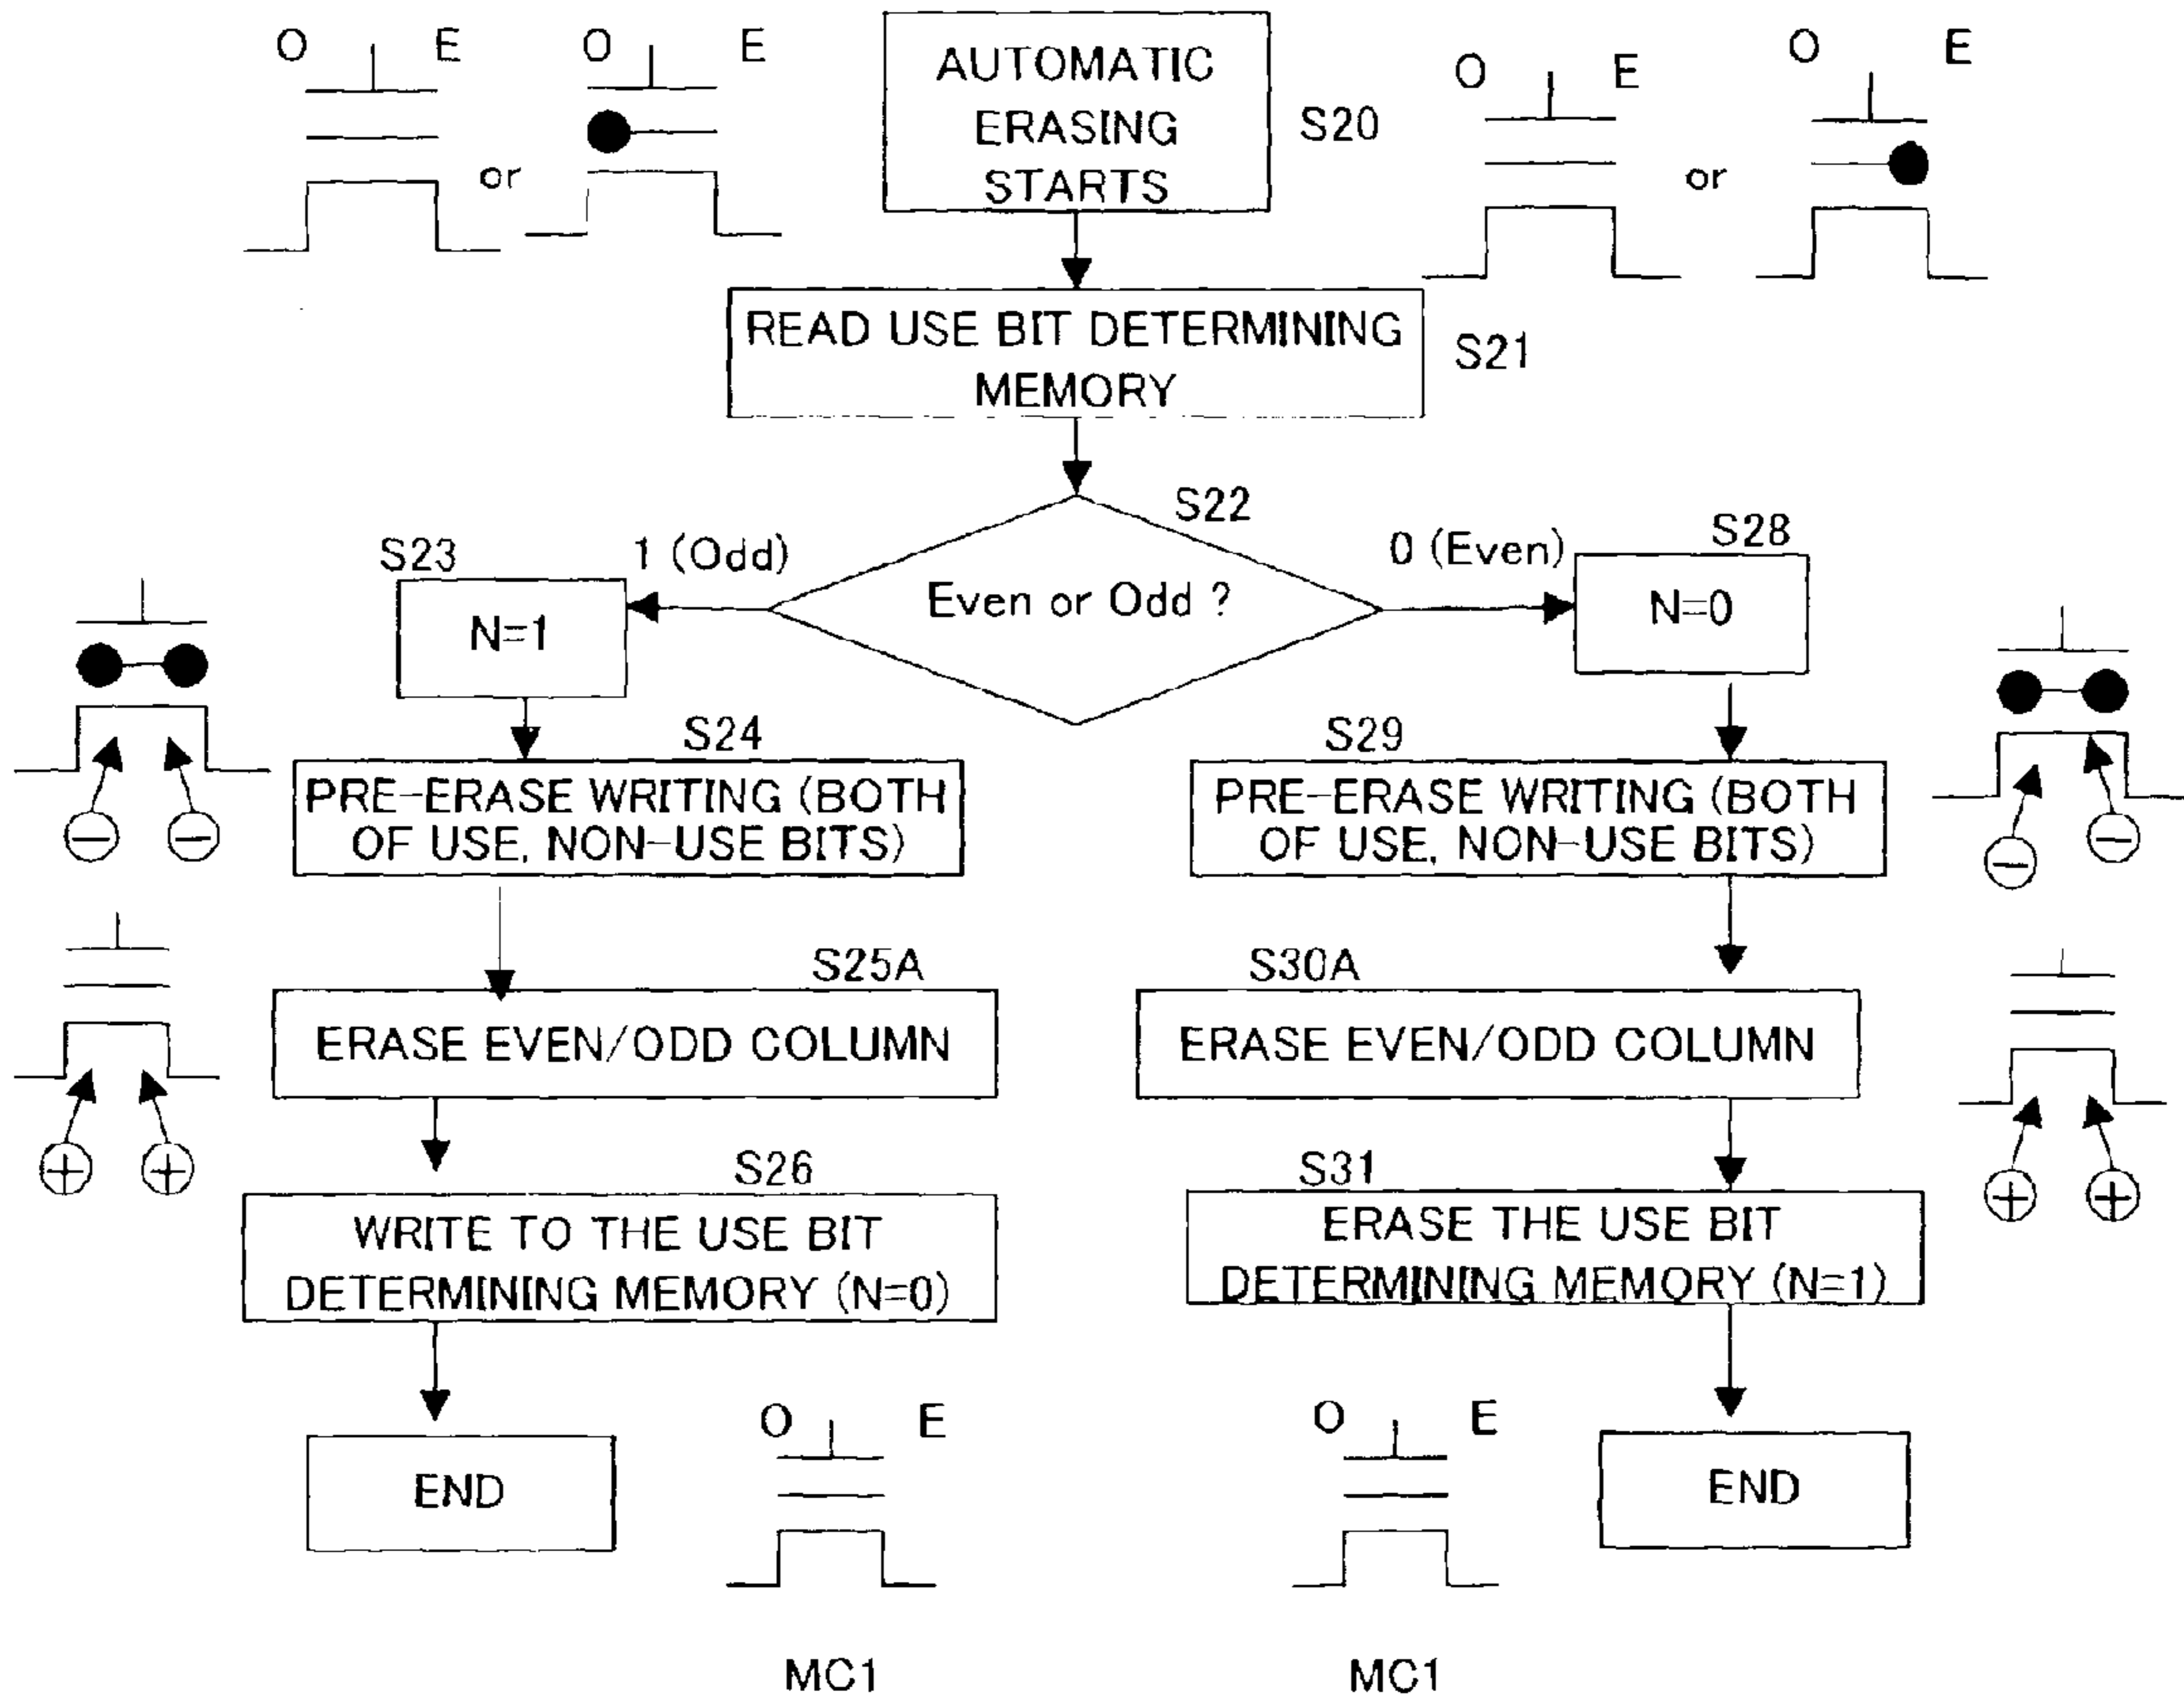 O E O E
AUTOMATIC
ERASING
STARTS
S20
O E O E
or
or
READ USE BIT DETERMINING
MEMORY
S21
S22
S23
1 (Odd)
Even or Odd ?
0 (Even)
S28
N=1
N=0
S24
PRE-ERASE WRITING (BOTH
OF USE, NON-USE BITS)
S29
PRE-ERASE WRITING (BOTH
OF USE, NON-USE BITS)
− −
− −
S25A
ERASE EVEN/ODD COLUMN
S30A
ERASE EVEN/ODD COLUMN
+ +
+ +
S26
WRITE TO THE USE BIT
DETERMINING MEMORY (N=0)
S31
ERASE THE USE BIT
DETERMINING MEMORY (N=1)
END
O E
O E
END
MC1
MC1